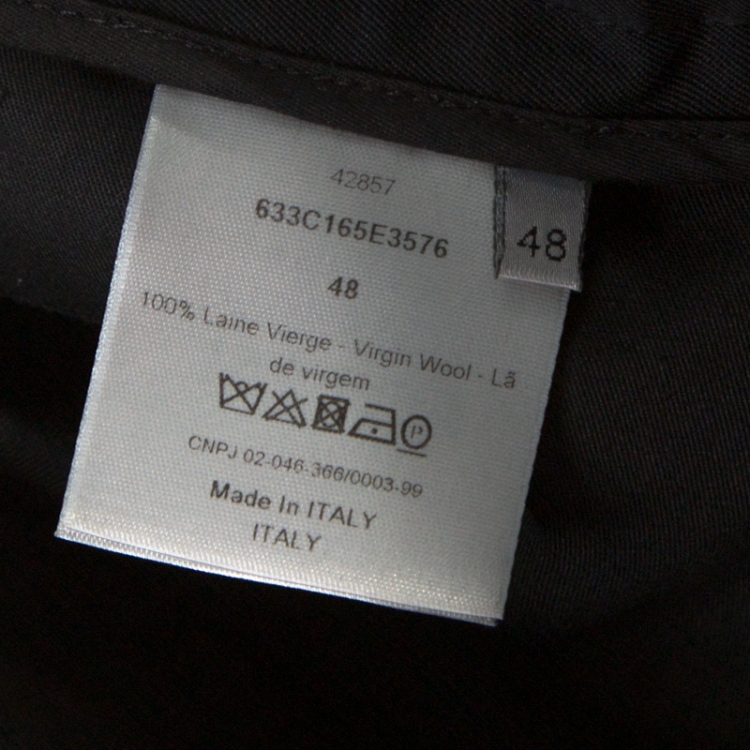 42857
633C165E3576
48
48
100% Laine Vierge - Virgin Wool - Lã
de virgem
P
CNPJ 02-046-366/0003-99
Made In ITALY
ITALY